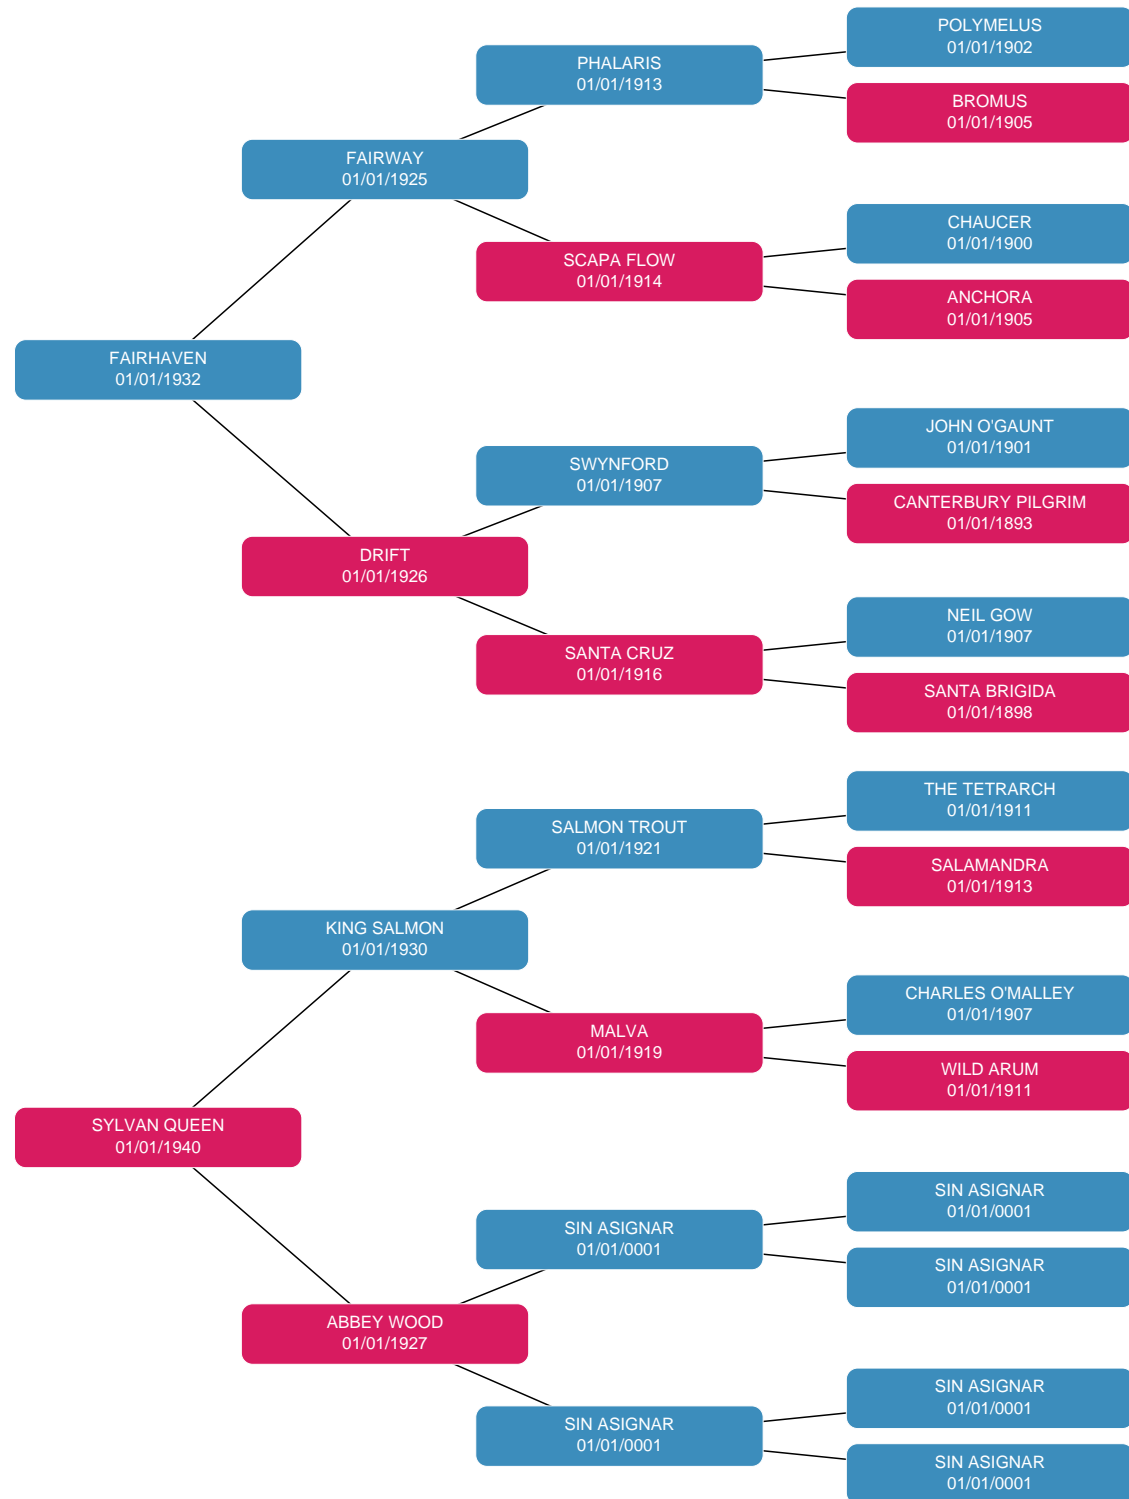 POLYMELUS
01/01/1902
PHALARIS
01/01/1913
BROMUS
01/01/1905
FAIRWAY
01/01/1925
CHAUCER
01/01/1900
SCAPA FLOW
01/01/1914
ANCHORA
01/01/1905
FAIRHAVEN
01/01/1932
JOHN O'GAUNT
01/01/1901
SWYNFORD
01/01/1907
CANTERBURY PILGRIM
01/01/1893
DRIFT
01/01/1926
NEIL GOW
01/01/1907
SANTA CRUZ
01/01/1916
SANTA BRIGIDA
01/01/1898
THE TETRARCH
01/01/1911
SALMON TROUT
01/01/1921
SALAMANDRA
01/01/1913
KING SALMON
01/01/1930
CHARLES O'MALLEY
01/01/1907
MALVA
01/01/1919
WILD ARUM
01/01/1911
SYLVAN QUEEN
01/01/1940
SIN ASIGNAR
01/01/0001
SIN ASIGNAR
01/01/0001
SIN ASIGNAR
01/01/0001
ABBEY WOOD
01/01/1927
SIN ASIGNAR
01/01/0001
SIN ASIGNAR
01/01/0001
SIN ASIGNAR
01/01/0001